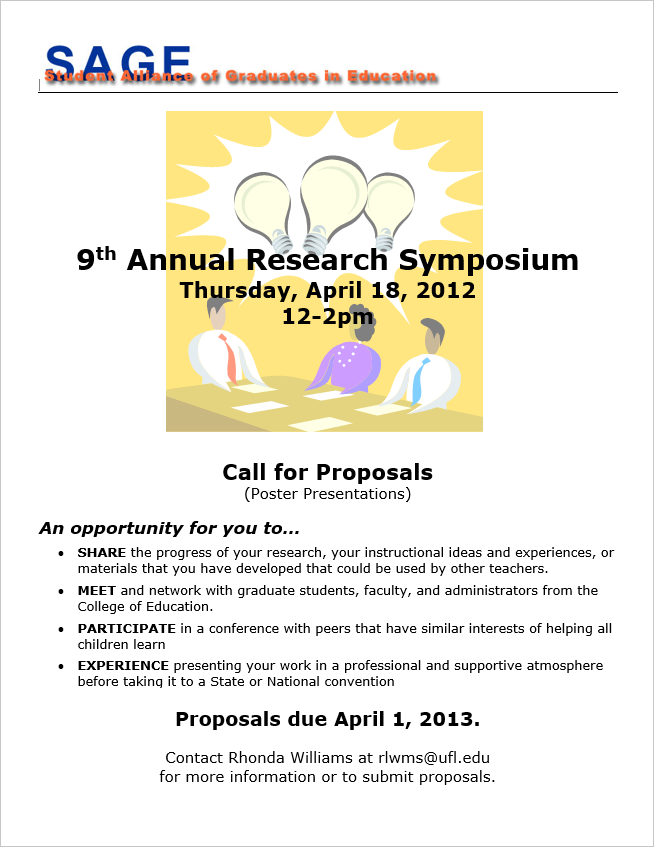 SAGE
Student Alliance of Graduates in Education
9th Annual Research Symposium
Thursday, April 18, 2012
12-2pm
Call for Proposals
(Poster Presentations)
An opportunity for you to...
• SHARE the progress of your research, your instructional ideas and experiences, or
materials that you have developed that could be used by other teachers.
• MEET and network with graduate students, faculty, and administrators from the
College of Education.
• PARTICIPATE in a conference with peers that have similar interests of helping all
children learn
• EXPERIENCE presenting your work in a professional and supportive atmosphere
before taking it to a State or National convention
Proposals due April 1, 2013.
Contact Rhonda Williams at rlwms@ufl.edu
for more information or to submit proposals.